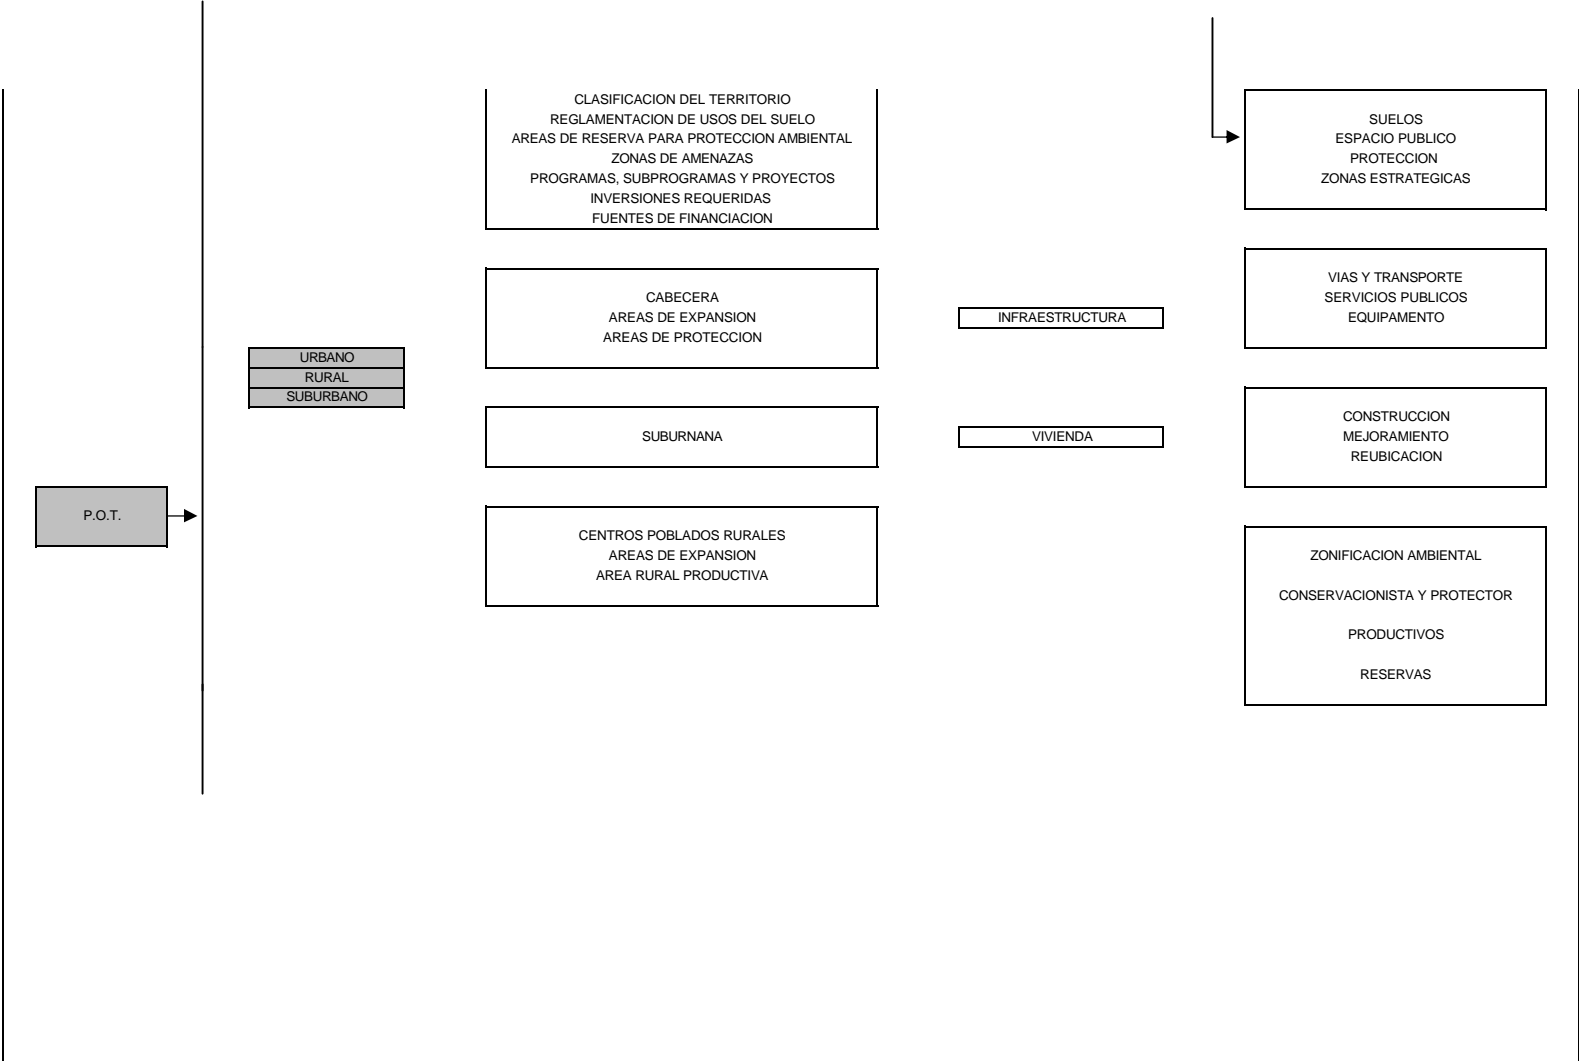 CLASIFICACION DEL TERRITORIO
REGLAMENTACION DE USOS DEL SUELO
AREAS DE RESERVA PARA PROTECCION AMBIENTAL
ZONAS DE AMENAZAS
PROGRAMAS, SUBPROGRAMAS Y PROYECTOS
INVERSIONES REQUERIDAS
FUENTES DE FINANCIACION
SUELOS
ESPACIO PUBLICO
PROTECCION
ZONAS ESTRATEGICAS
CABECERA
AREAS DE EXPANSION
AREAS DE PROTECCION
INFRAESTRUCTURA
VIAS Y TRANSPORTE
SERVICIOS PUBLICOS
EQUIPAMENTO
URBANO
RURAL
SUBURBANO
SUBURNANA
VIVIENDA
CONSTRUCCION
MEJORAMIENTO
REUBICACION
P.O.T.
CENTROS POBLADOS RURALES
AREAS DE EXPANSION
AREA RURAL PRODUCTIVA
ZONIFICACION AMBIENTAL
CONSERVACIONISTA Y PROTECTOR
PRODUCTIVOS
RESERVAS